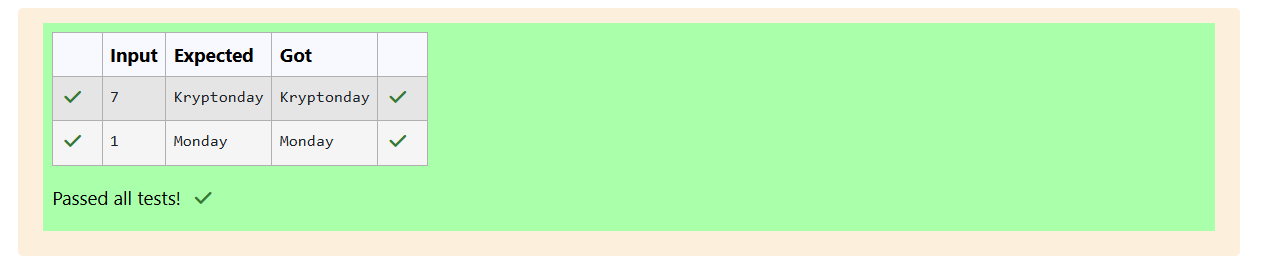 Input Expected Got
7 Kryptonday Kryptonday
1 Monday Monday
Passed all tests!